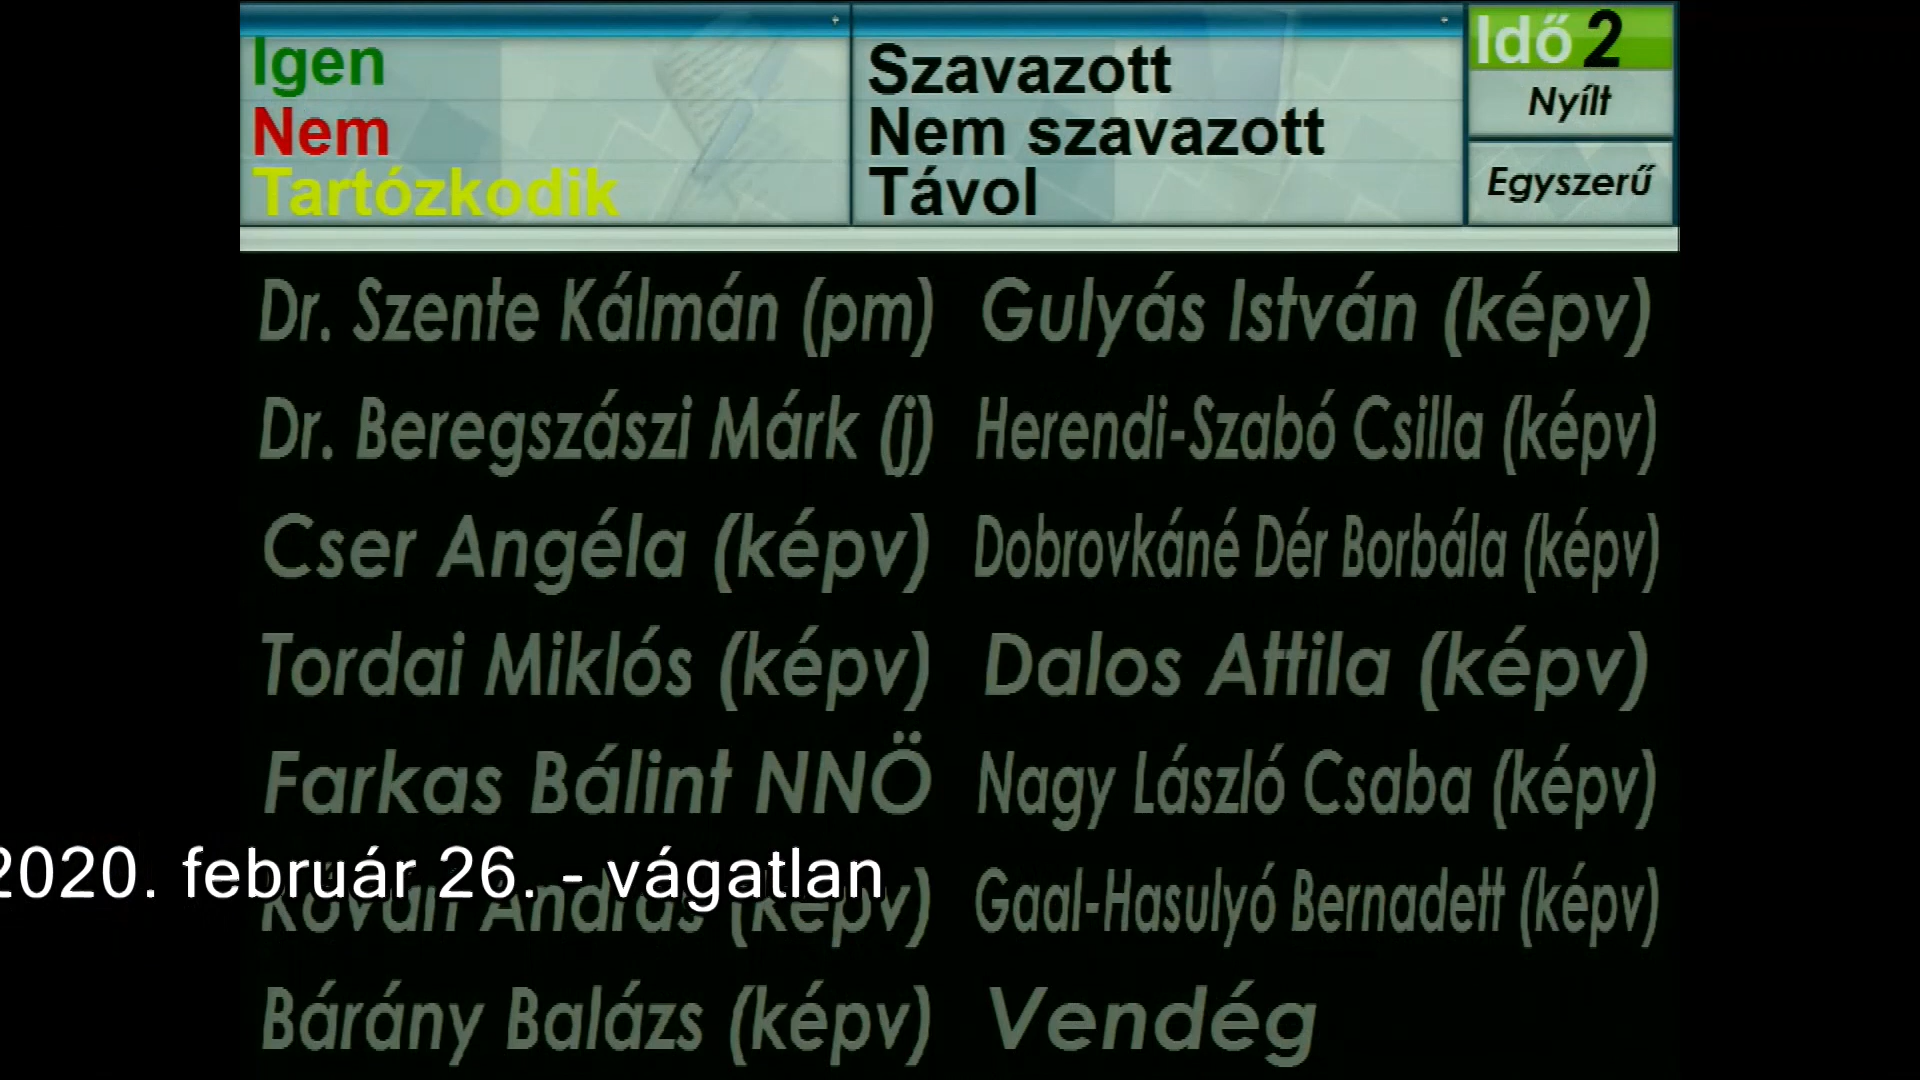 Igen
Nem
Tartózkodik
Szavazott
Nem szavazott
Távol
Idő 2
Nyílt
Egyszerű
Dr. Szente Kálmán (pm)
Gulyás István (képv)
Dr. Beregszászi Márk (j)
Herendi-Szabó Csilla (képv)
Cser Angéla (képv)
Dobrovkáné Dér Borbála (képv)
Tordai Miklós (képv)
Dalos Attila (képv)
Farkas Bálint NNÖ
Nagy László Csaba (képv)
2020. február 26. - vágatlan
András (képv)
Gaal-Hasulyó Bernadett (képv)
Bárány Balázs (képv)
Vendég